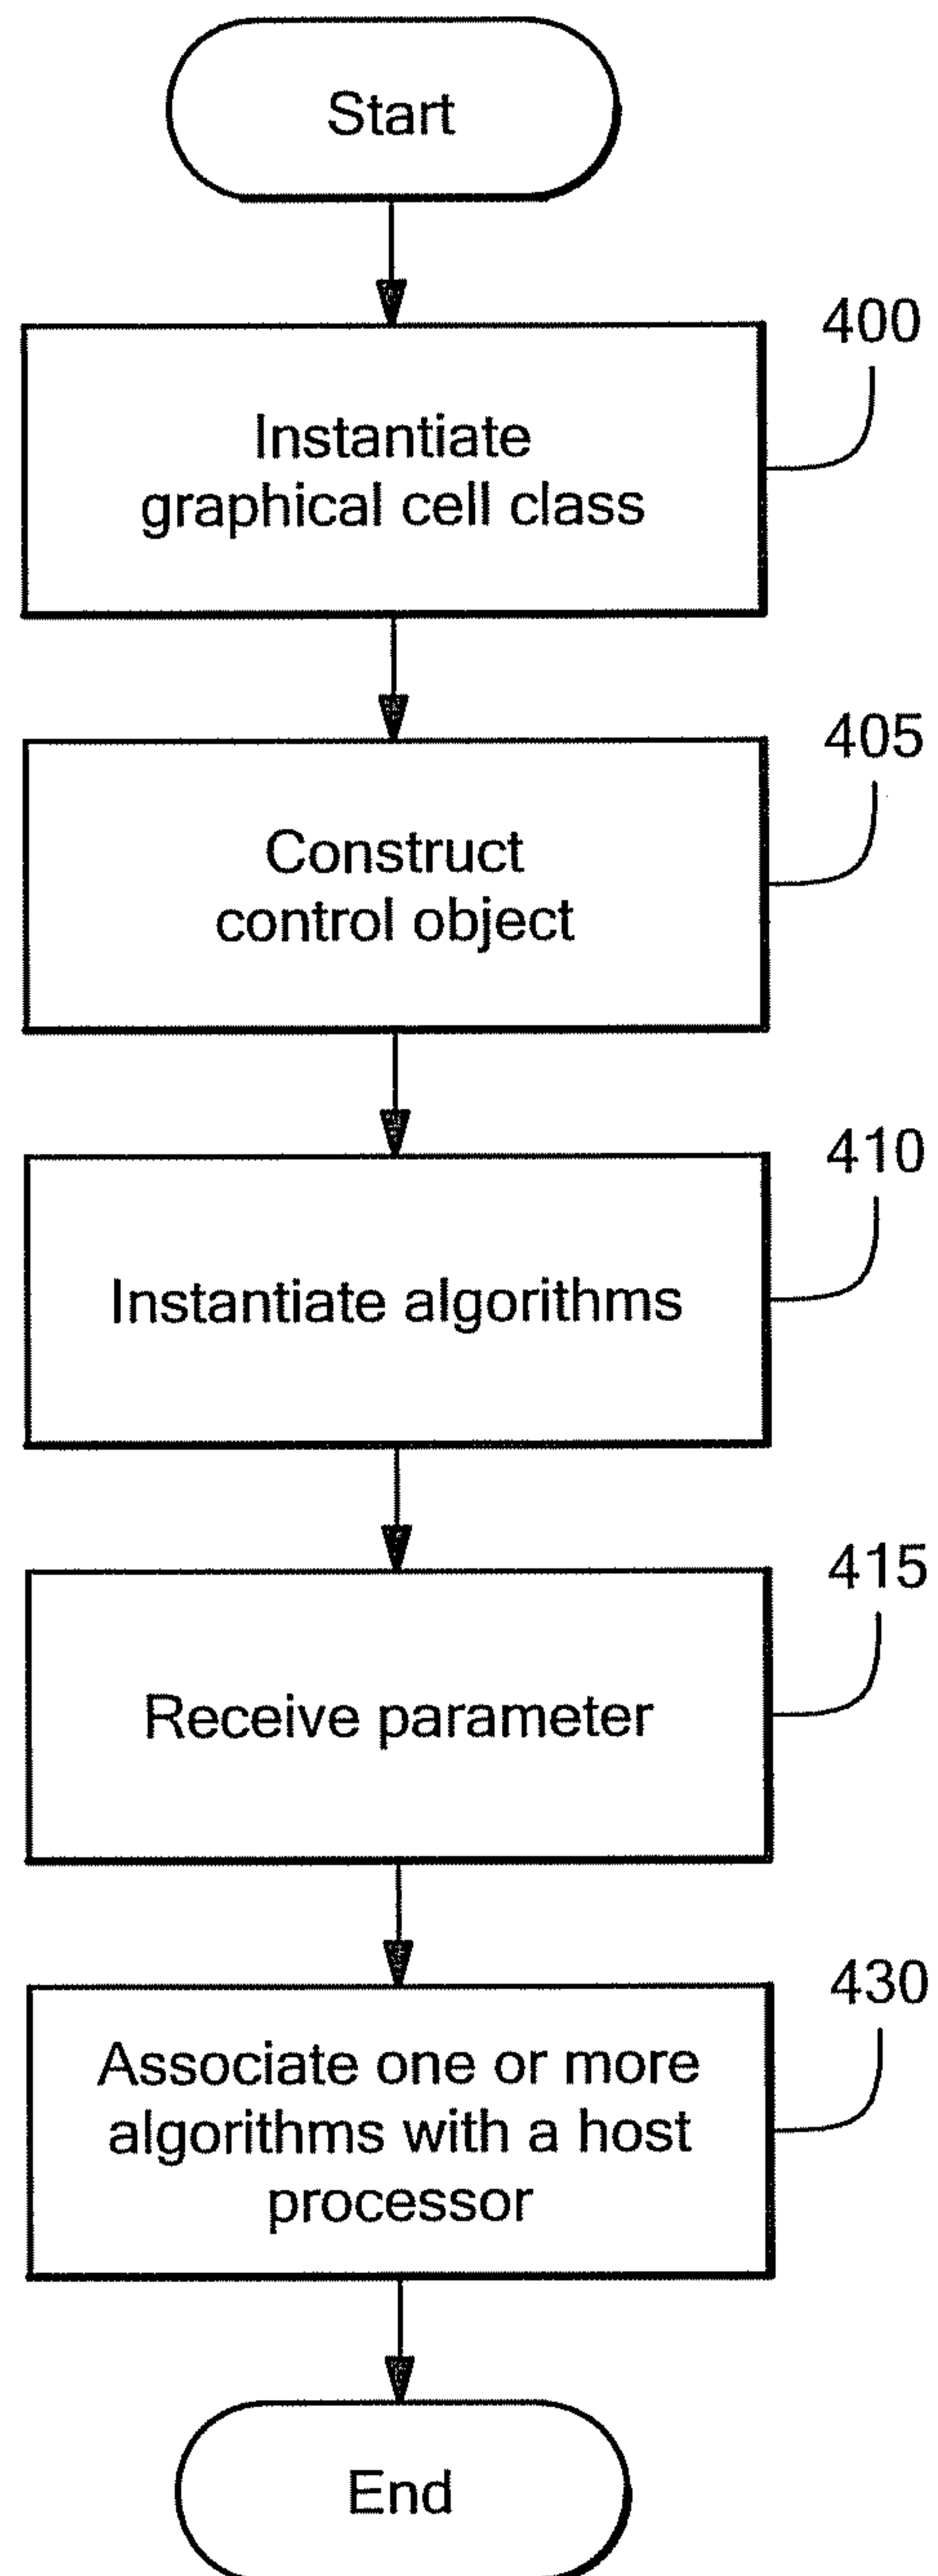 Start
400
Instantiate
graphical cell class
405
Construct
control object
410
Instantiate algorithms
415
Receive parameter
430
Associate one or more
algorithms with a host
processor
End